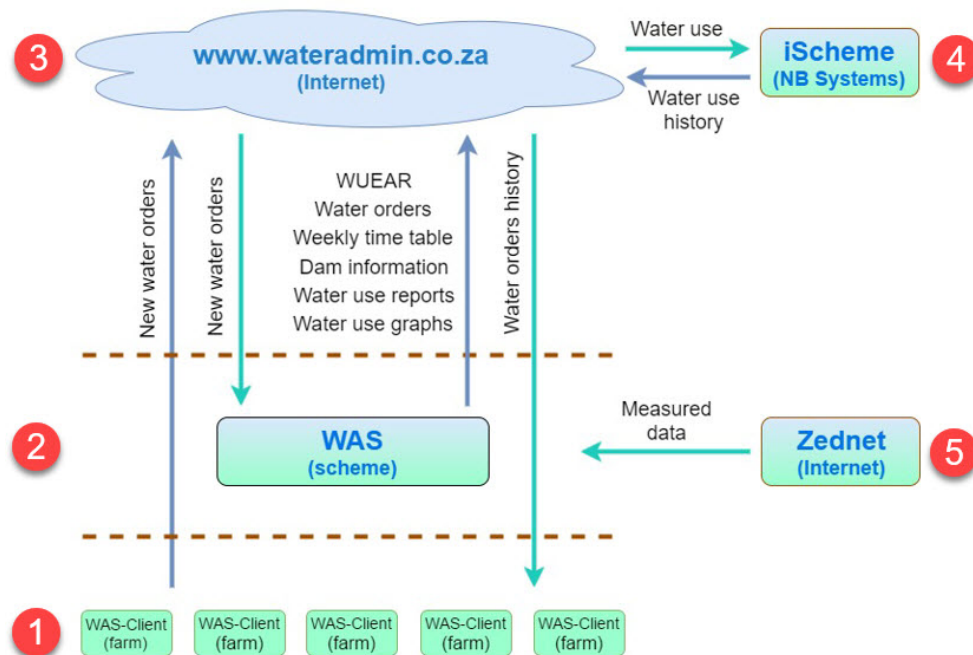 3
www.wateradmin.co.za
(Internet)
Water use
iScheme
(NB Systems)
4
Water use
history
New water orders
New water orders
WUEAR
Water orders
Weekly time table
Dam information
Water use reports
Water use graphs
Water orders history
2
WAS
(scheme)
Measured
data
Zednet
(Internet)
5
1
WAS-Client
(farm)
WAS-Client
(farm)
WAS-Client
(farm)
WAS-Client
(farm)
WAS-Client
(farm)